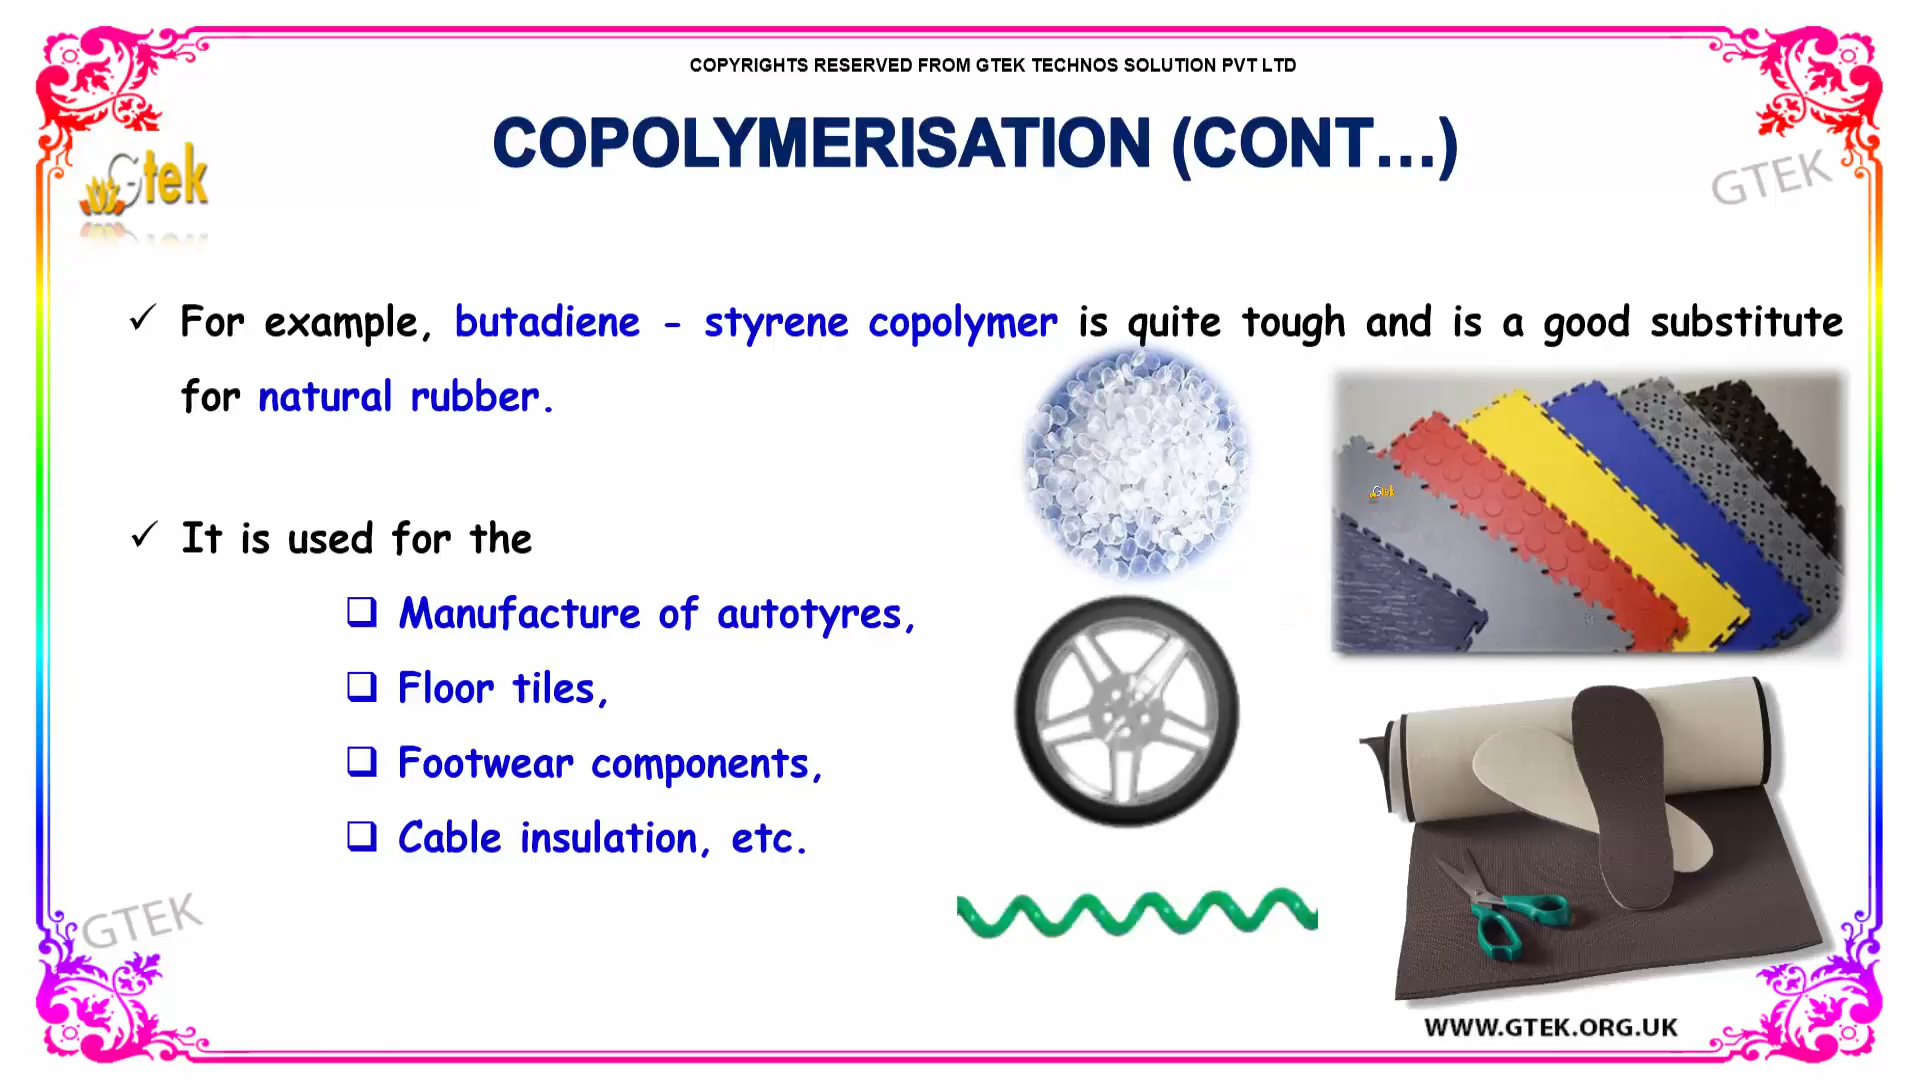 COPYRIGHTS RESERVED FROM GTEK TECHNOS SOLUTION PVT LTD
COPOLYMERISATION (CONT...)
Gtek
GTEK
✓ For example, butadiene - styrene copolymer is quite tough and is a good substitute
for natural rubber.
Gtek
✓ It is used for the
❑ Manufacture of autotyres,
❑ Floor tiles,
❑ Footwear components,
❑ Cable insulation, etc.
GTEK
WWW.GTEK.ORG.UK